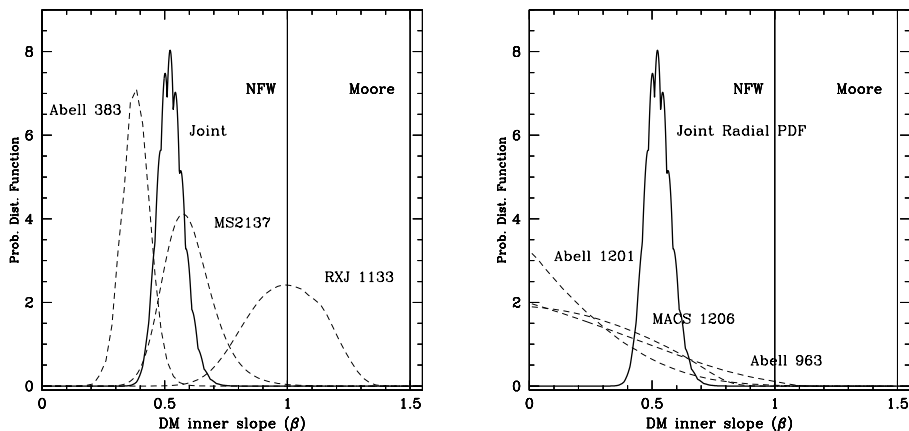 8
6
4
2
0
Prob. Dist. Function
Abell 383
NFW
Moore
Joint
MS2137
RXJ 1133
0
0.5
1
1.5
DM inner slope (β)
8
6
4
2
0
Prob. Dist. Function
NFW
Moore
Joint Radial PDF
Abell 1201
MACS 1206
Abell 963
0
0.5
1
1.5
DM inner slope (β)